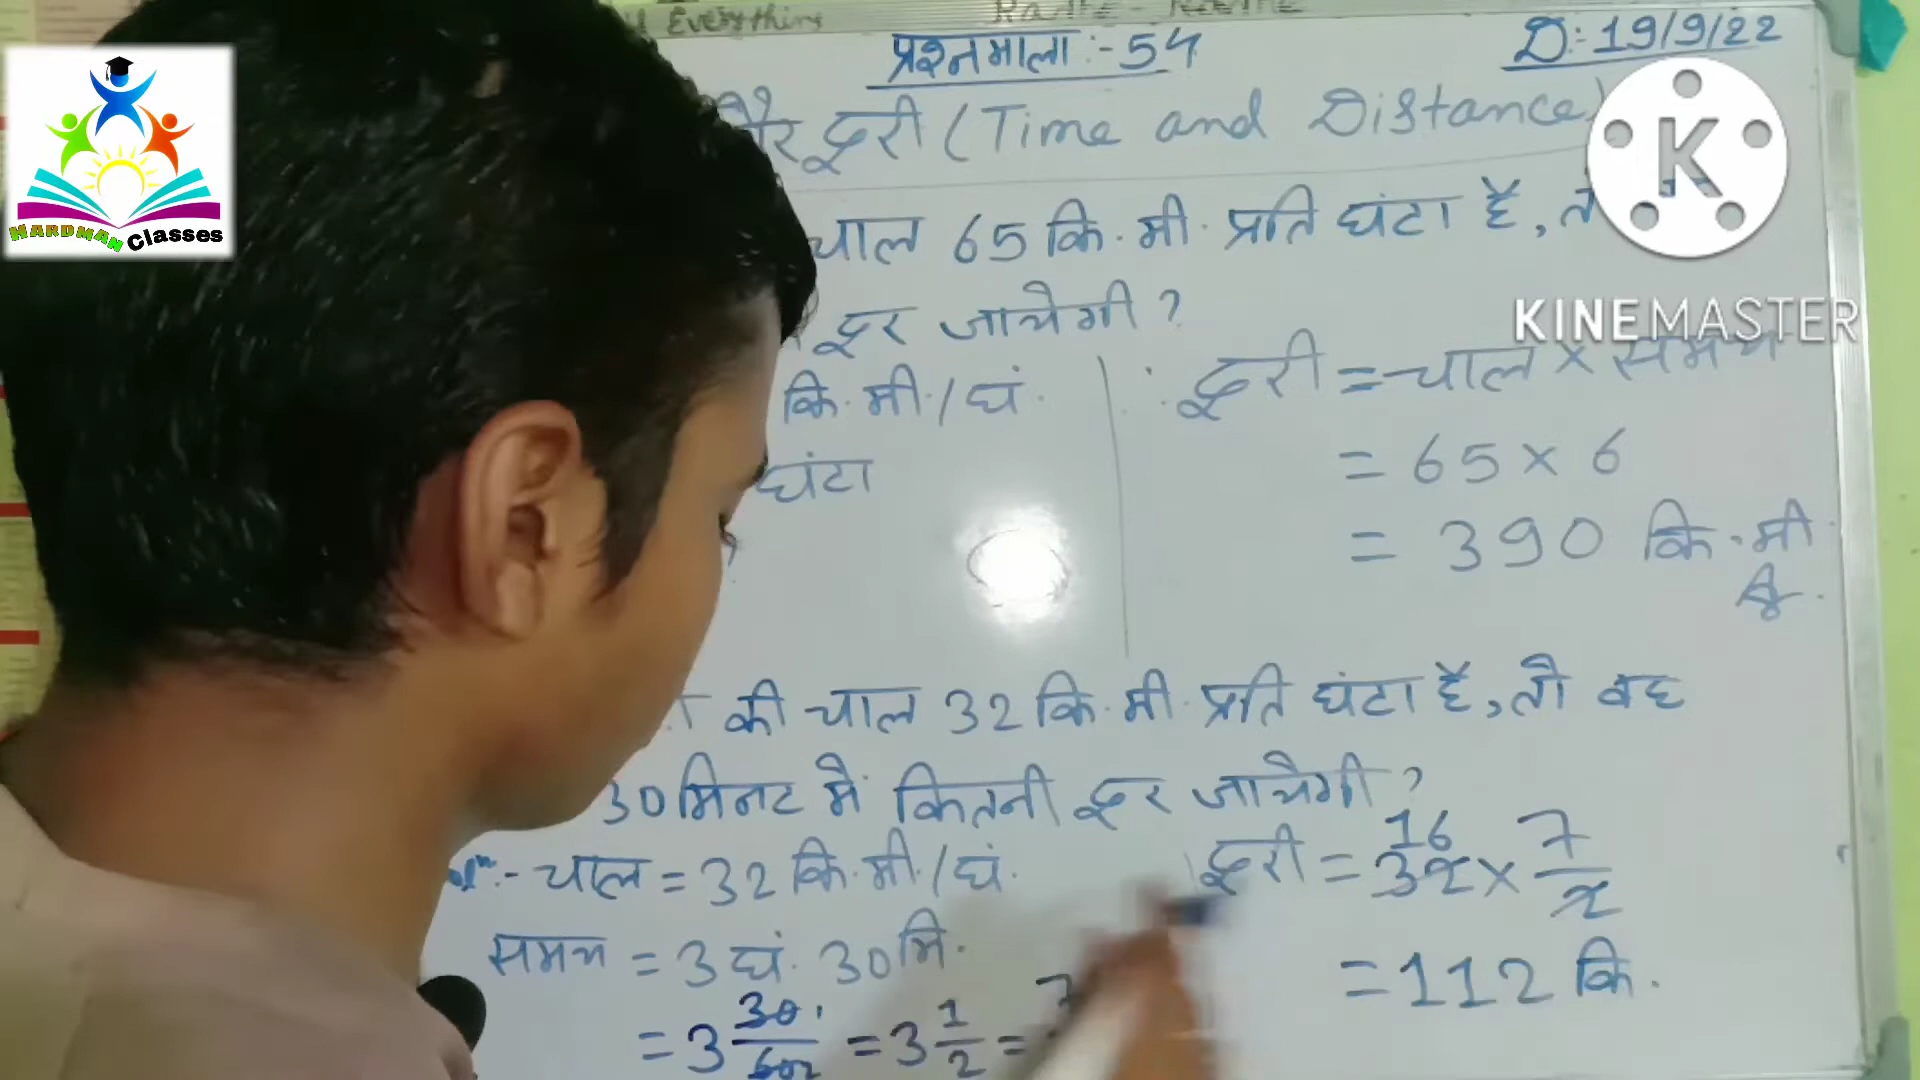 Everything
प्रश्नमाला :- 54
D:- 19/9/22
और दूरी (Time and Distance)
चाल 65 कि.मी. प्रति घंटा है,
दूर जायेगी ?
कि.मी./घं.
घंटा
दूरी = चाल × समय
= 65 × 6
= 390 कि.मी.
की चाल 32 कि.मी. प्रति घंटा है, तो वह
30 मिनट में कितनी दूर जायेगी ?
:- चाल = 32 कि.मी./घं.
समय = 3 घं. 30 मि.
= 3 30/60 = 3 1/2 = 7
दूरी = 32 × 7/2
16
= 112 कि.
HARDMAN Classes
K
KINEMASTER